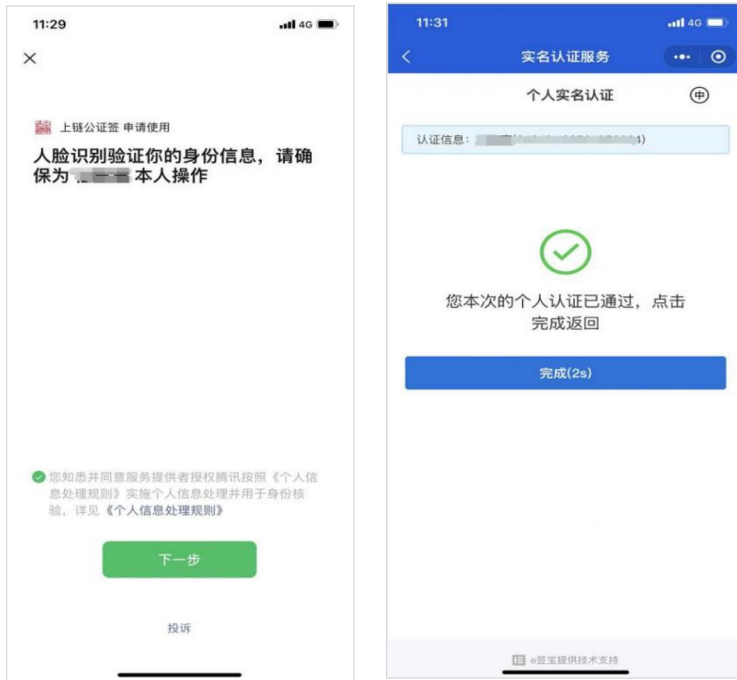 11:29
4G
上链公证签 申请使用
人脸识别验证你的身份信息，请确
保为 本人操作
您知悉并同意服务提供者授权腾讯按照《个人信
息处理规则》实施个人信息处理并用于身份核
验，详见《个人信息处理规则》
下一步
投诉
11:31
4G
实名认证服务
个人实名认证
中
认证信息：
您本次的个人认证已通过，点击
完成返回
完成(2s)
e签宝提供技术支持